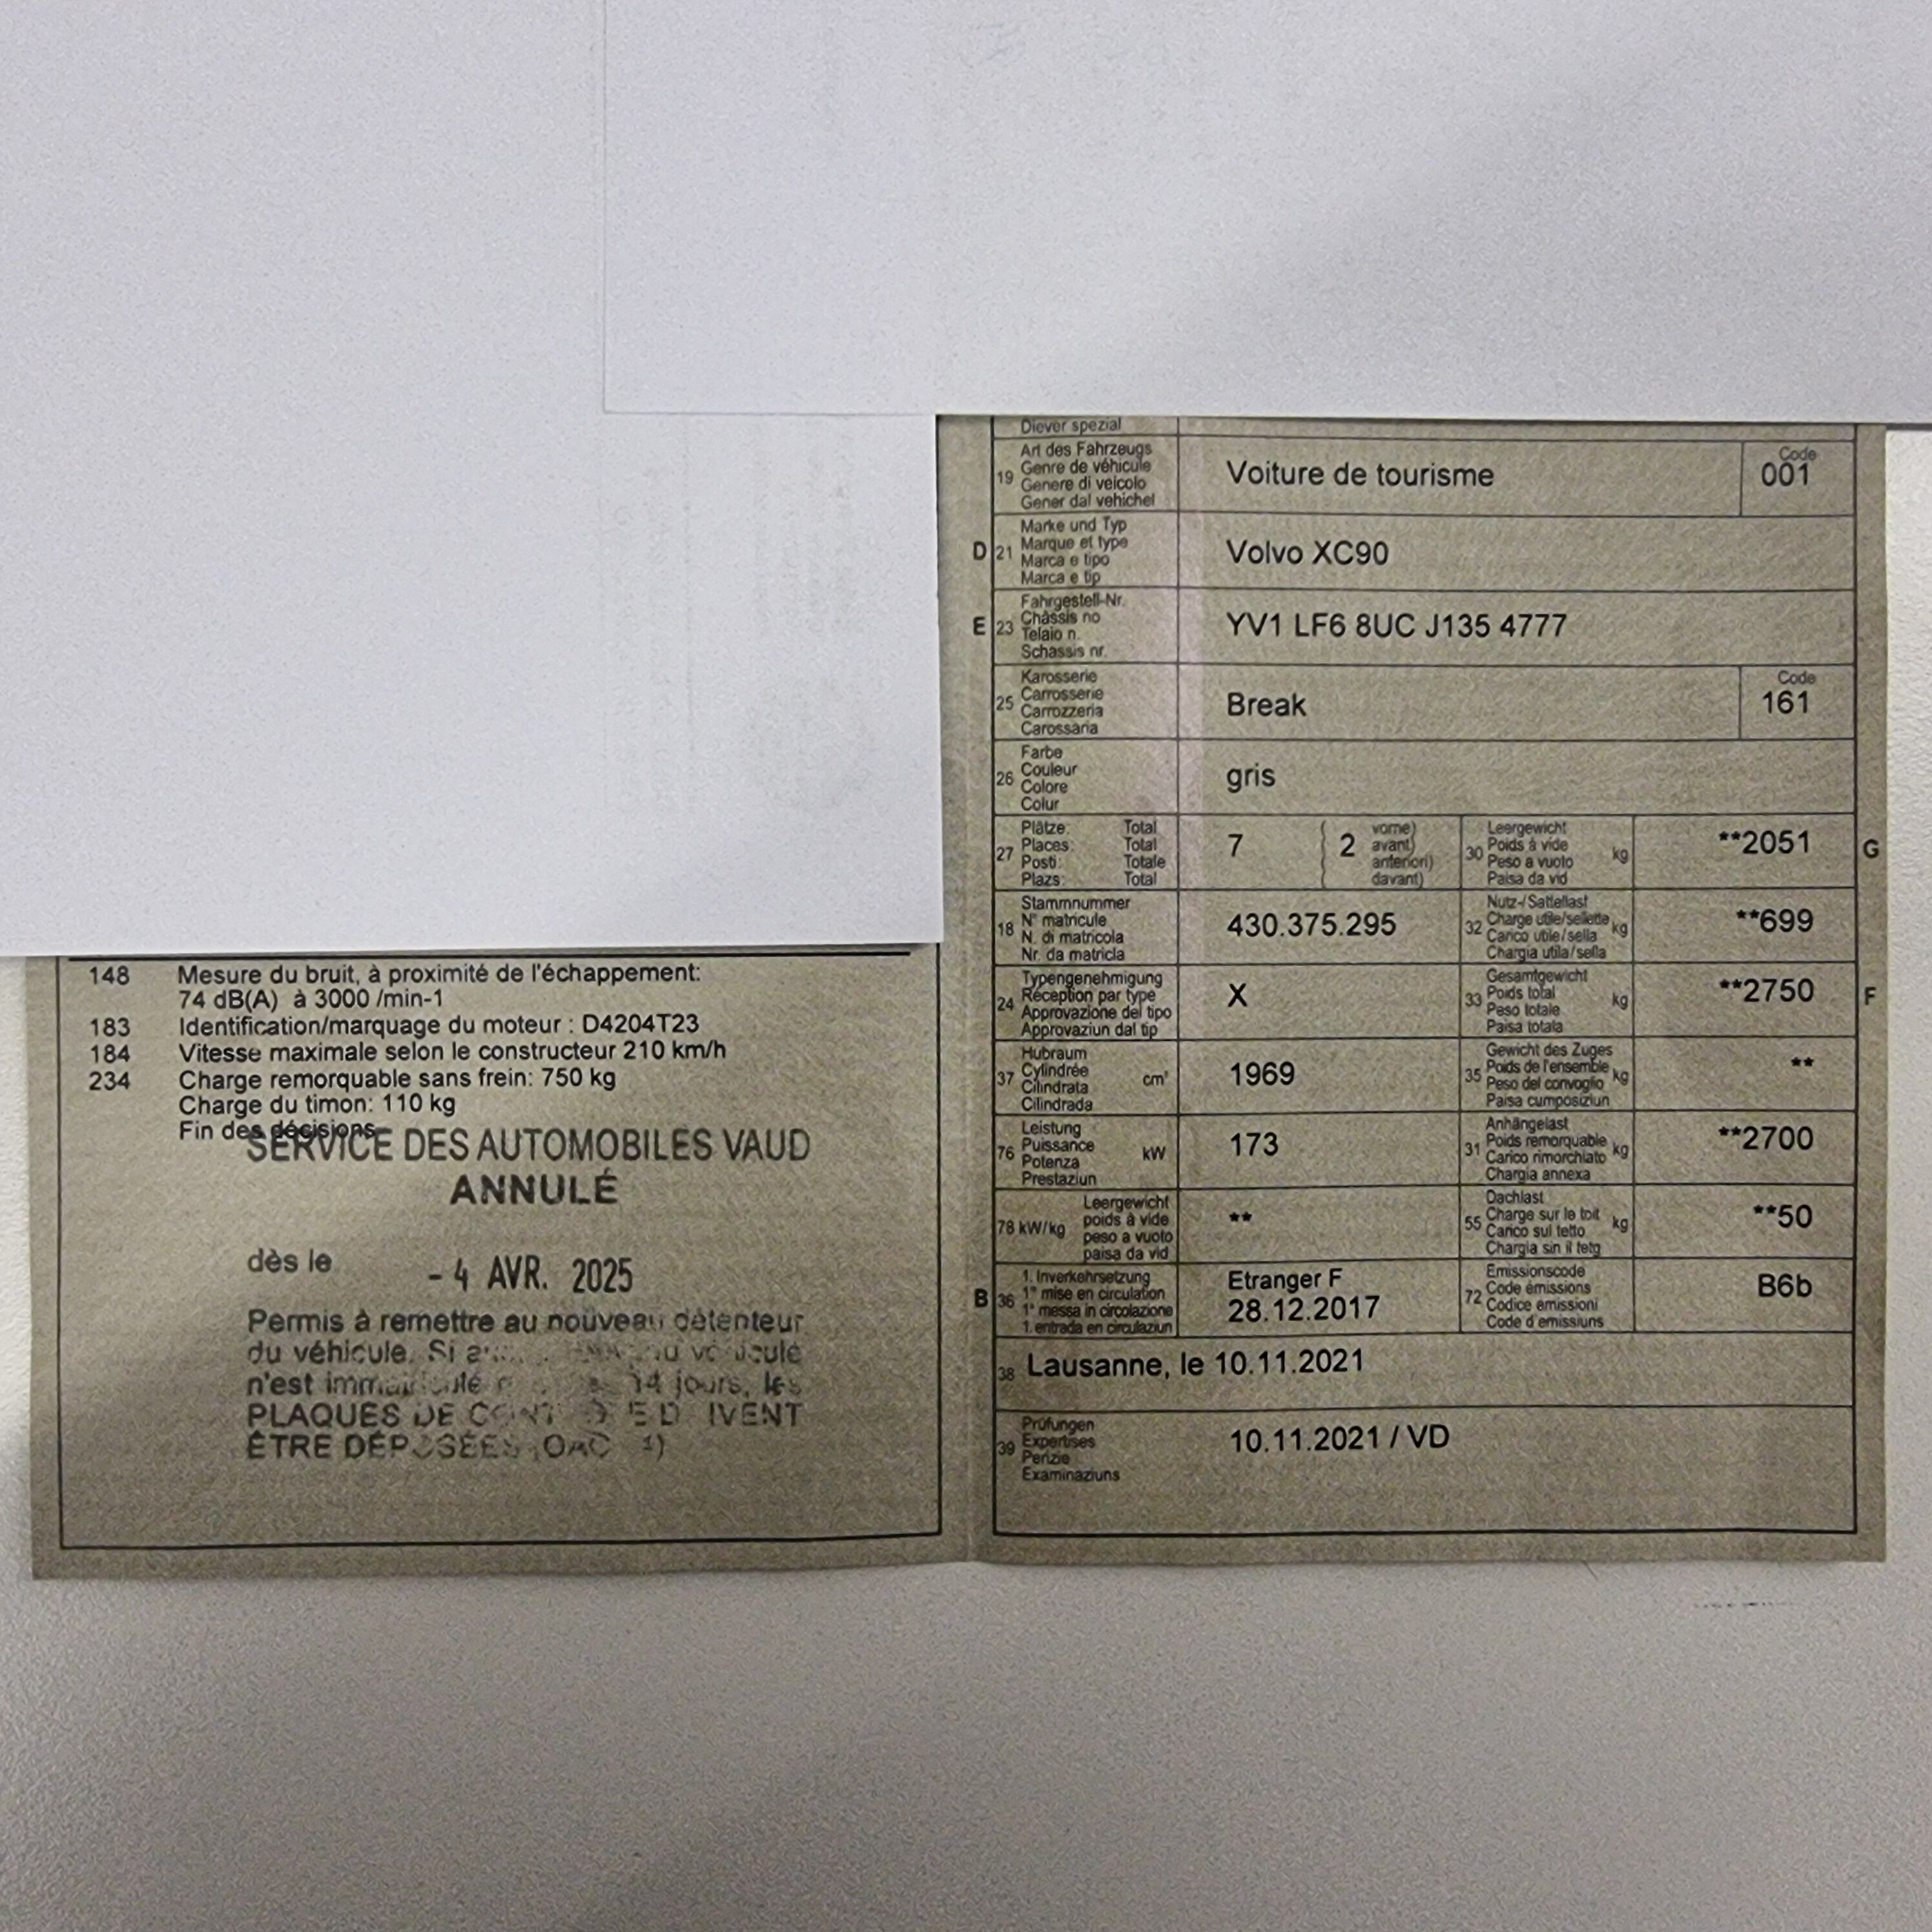 148 Mesure du bruit, à proximité de l'échappement:
74 dB(A) à 3000 /min-1
183 Identification/marquage du moteur : D4204T23
184 Vitesse maximale selon le constructeur 210 km/h
234 Charge remorquable sans frein: 750 kg
Charge du timon: 110 kg
Fin des décisions
SERVICE DES AUTOMOBILES VAUD
ANNULÉ
dès le - 4 AVR. 2025
Permis à remettre au nouveau détenteur
du véhicule. Si véhicule
n'est immatriculé 14 jours, les
PLAQUES DE
ÊTRE DÉPOSÉES (OAC
Diever spezial
19 Art des Fahrzeugs
Genre de véhicule
Genere di veicolo
Gener dal vehichel
Voiture de tourisme
Code
001
D 21 Marke und Typ
Marque et type
Marca e tipo
Marca e tip
Volvo XC90
E 23 Fahrgestell-Nr.
Châssis no
Telaio n.
Schassis nr.
YV1 LF6 8UC J135 4777
25 Karosserie
Carrosserie
Carrozzeria
Carossaria
Break
Code
161
26 Farbe
Couleur
Colore
Colur
gris
27 Plätze: Total
Places: Total
Posti: Totale
Plazs: Total
7 ( 2 vorne)
avant)
anteriori)
davant)
30 Leergewicht
Poids à vide kg
Peso a vuoto
Paisa da vid
**2051 G
18 Stammnummer
N° matricule
N. di matricola
Nr. da matricla
430.375.295
32 Nutz-/Sattellast
Charge utile/sellette kg
Carico utile/sella
Chargia utila/sella
**699
24 Typengenehmigung
Réception par type
Approvazione del tipo
Approvaziun dal tip
X
33 Gesamtgewicht
Poids total kg
Peso totale
Paisa totala
**2750 F
37 Hubraum
Cylindrée cm³
Cilindrata
Cilindrada
1969
35 Gewicht des Zuges
Poids de l'ensemble kg
Peso del convoglio
Paisa cumposiziun
**
76 Leistung
Puissance kW
Potenza
Prestaziun
173
31 Anhängelast
Poids remorquable kg
Carico rimorchiato
Chargia annexa
**2700
78 kW/kg Leergewicht
poids à vide
peso a vuoto
paisa da vid
**
55 Dachlast
Charge sur le toit kg
Carico sul tetto
Chargia sin il tetg
**50
B 36 1. Inverkehrsetzung
1re mise en circulation
1a messa in circolazione
1. entrada en circulaziun
Etranger F
28.12.2017
72 Emissionscode
Code émissions
Codice emissioni
Code d'emissiuns
B6b
38 Lausanne, le 10.11.2021
39 Prüfungen
Expertises
Perizie
Examinaziuns
10.11.2021 / VD